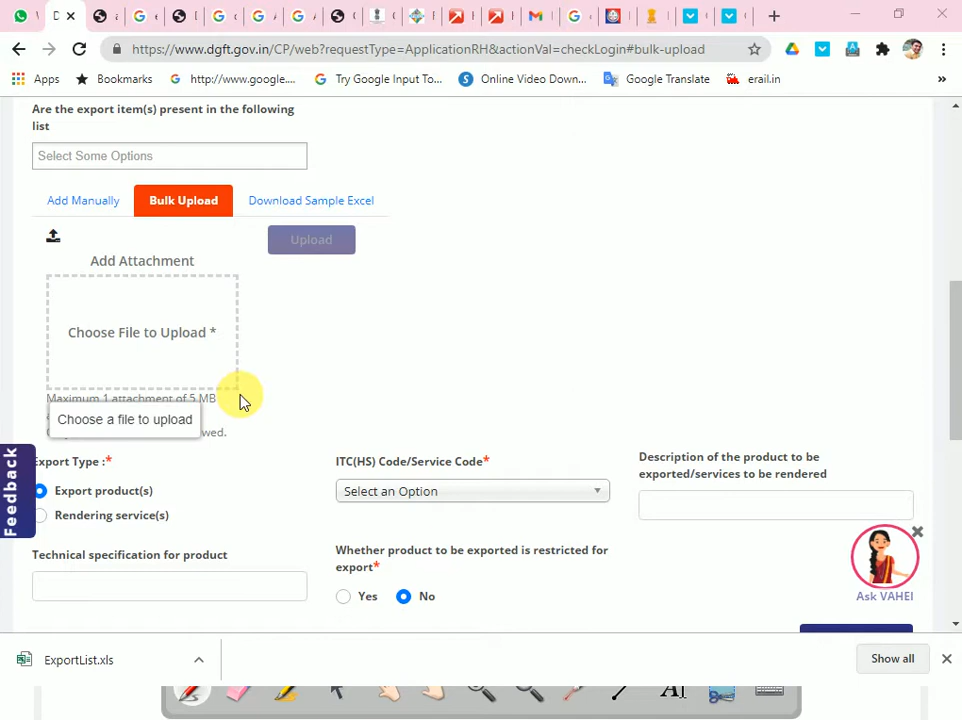 https://www.dgft.gov.in/CP/web?requestType=ApplicationRH&actionVal=checkLogin#bulk-upload
Apps
Bookmarks
http://www.google....
Try Google Input To...
Online Video Down...
Google Translate
erail.in
»
Are the export item(s) present in the following
list
Select Some Options
Add Manually
Bulk Upload
Download Sample Excel
Upload
Add Attachment
Choose File to Upload *
Maximum 1 attachment of 5 MB
Choose a file to upload
wed.
Feedback
Export Type :*
Export product(s)
Rendering service(s)
ITC(HS) Code/Service Code*
Select an Option
Description of the product to be
exported/services to be rendered
Technical specification for product
Whether product to be exported is restricted for
export*
Yes
No
Ask VAHEI
ExportList.xls
Show all